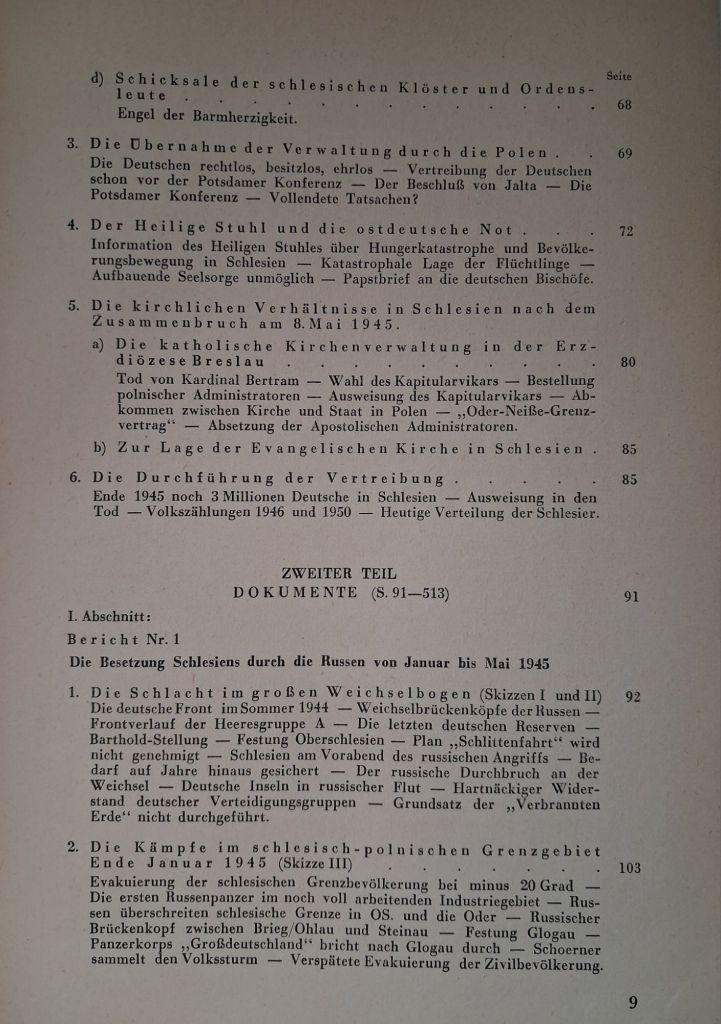 Seite
d) Schicksale der schlesischen Klöster und Ordens-
leute . . . . . . . . . . . . . 68
Engel der Barmherzigkeit.
3. Die Übernahme der Verwaltung durch die Polen . . 69
Die Deutschen rechtlos, besitzlos, ehrlos — Vertreibung der Deutschen
schon vor der Potsdamer Konferenz — Der Beschluß von Jalta — Die
Potsdamer Konferenz — Vollendete Tatsachen?
4. Der Heilige Stuhl und die ostdeutsche Not . . . 72
Information des Heiligen Stuhles über Hungerkatastrophe und Bevölke-
rungsbewegung in Schlesien — Katastrophale Lage der Flüchtlinge —
Aufbauende Seelsorge unmöglich — Papstbrief an die deutschen Bischöfe.
5. Die kirchlichen Verhältnisse in Schlesien nach dem
Zusammenbruch am 8. Mai 1945.
a) Die katholische Kirchenverwaltung in der Erz-
diözese Breslau . . . . . . . . . 80
Tod von Kardinal Bertram — Wahl des Kapitularvikars — Bestellung
polnischer Administratoren — Ausweisung des Kapitularvikars — Ab-
kommen zwischen Kirche und Staat in Polen — „Oder-Neiße-Grenz-
vertrag“ — Absetzung der Apostolischen Administratoren.
b) Zur Lage der Evangelischen Kirche in Schlesien . 85
6. Die Durchführung der Vertreibung . . . . . 85
Ende 1945 noch 3 Millionen Deutsche in Schlesien — Ausweisung in den
Tod — Volkszählungen 1946 und 1950 — Heutige Verteilung der Schlesier.
ZWEITER TEIL
DOKUMENTE (S. 91—513) 91
I. Abschnitt:
Bericht Nr. 1
Die Besetzung Schlesiens durch die Russen von Januar bis Mai 1945
1. Die Schlacht im großen Weichselbogen (Skizzen I und II) 92
Die deutsche Front im Sommer 1944 — Weichselbrückenköpfe der Russen —
Frontverlauf der Heeresgruppe A — Die letzten deutschen Reserven —
Barthold-Stellung — Festung Oberschlesien — Plan „Schlittenfahrt“ wird
nicht genehmigt — Schlesien am Vorabend des russischen Angriffs — Be-
darf auf Jahre hinaus gesichert — Der russische Durchbruch an der
Weichsel — Deutsche Inseln in russischer Flut — Hartnäckiger Wider-
stand deutscher Verteidigungsgruppen — Grundsatz der „Verbrannten
Erde“ nicht durchgeführt.
2. Die Kämpfe im schlesisch-polnischen Grenzgebiet
Ende Januar 1945 (Skizze III) . . . . . . . 103
Evakuierung der schlesischen Grenzbevölkerung bei minus 20 Grad —
Die ersten Russenpanzer im noch voll arbeitenden Industriegebiet — Rus-
sen überschreiten schlesische Grenze in OS. und die Oder — Russischer
Brückenkopf zwischen Brieg/Ohlau und Steinau — Festung Glogau —
Panzerkorps „Großdeutschland“ bricht nach Glogau durch — Schoerner
sammelt den Volkssturm — Verspätete Evakuierung der Zivilbevölkerung.
9